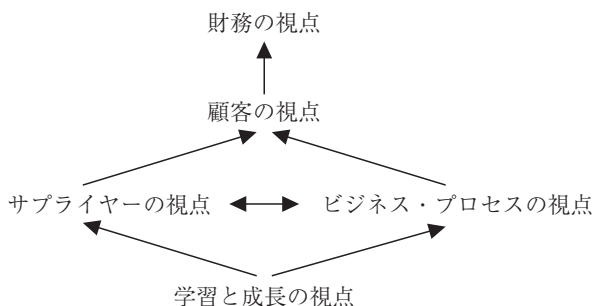 財務の視点
顧客の視点
サプライヤーの視点 ビジネス・プロセスの視点
学習と成長の視点